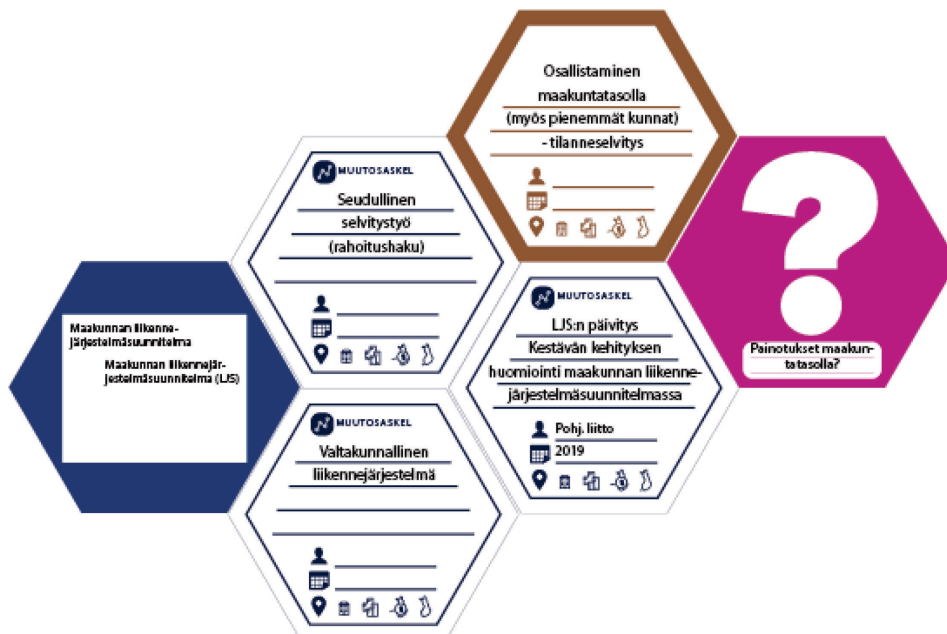 Maakunnan liikenne-
järjestelmäsuunnitelma
Maakunnan liikennejär-
jestelmäsuunnitelma (LJS)
MUUTOSASKEL
Seudullinen
selvitystyö
(rahoitushaku)
MUUTOSASKEL
Valtakunnallinen
liikennejärjestelmä
Osallistaminen
maakuntatasolla
(myös pienemmät kunnat)
- tilanneselvitys
MUUTOSASKEL
LJS:n päivitys
Kestävän kehityksen
huomiointi maakunnan liikenne-
järjestelmäsuunnitelmassa
Pohj. liitto
2019
?
Painotukset maakun-
tatasolla?